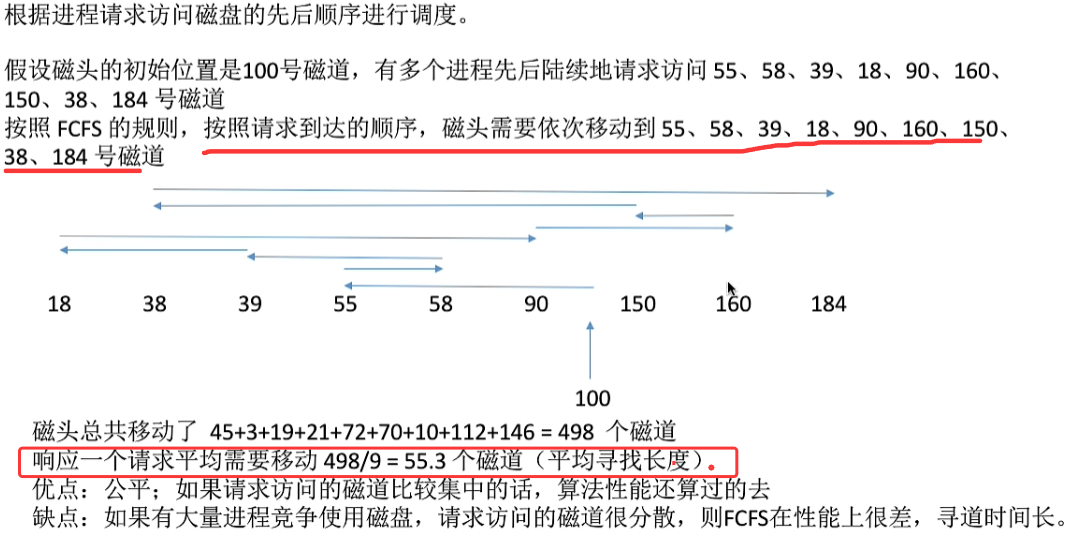 根据进程请求访问磁盘的先后顺序进行调度。
假设磁头的初始位置是100号磁道，有多个进程先后陆续地请求访问 55、58、39、18、90、160、
150、38、184 号磁道
按照 FCFS 的规则，按照请求到达的顺序，磁头需要依次移动到 55、58、39、18、90、160、150、
38、184 号磁道
18 38 39 55 58 90 150 160 184
100
磁头总共移动了 45+3+19+21+72+70+10+112+146 = 498 个磁道
响应一个请求平均需要移动 498/9 = 55.3 个磁道（平均寻找长度）
优点：公平；如果请求访问的磁道比较集中的话，算法性能还算过的去
缺点：如果有大量进程竞争使用磁盘，请求访问的磁道很分散，则FCFS在性能上很差，寻道时间长。